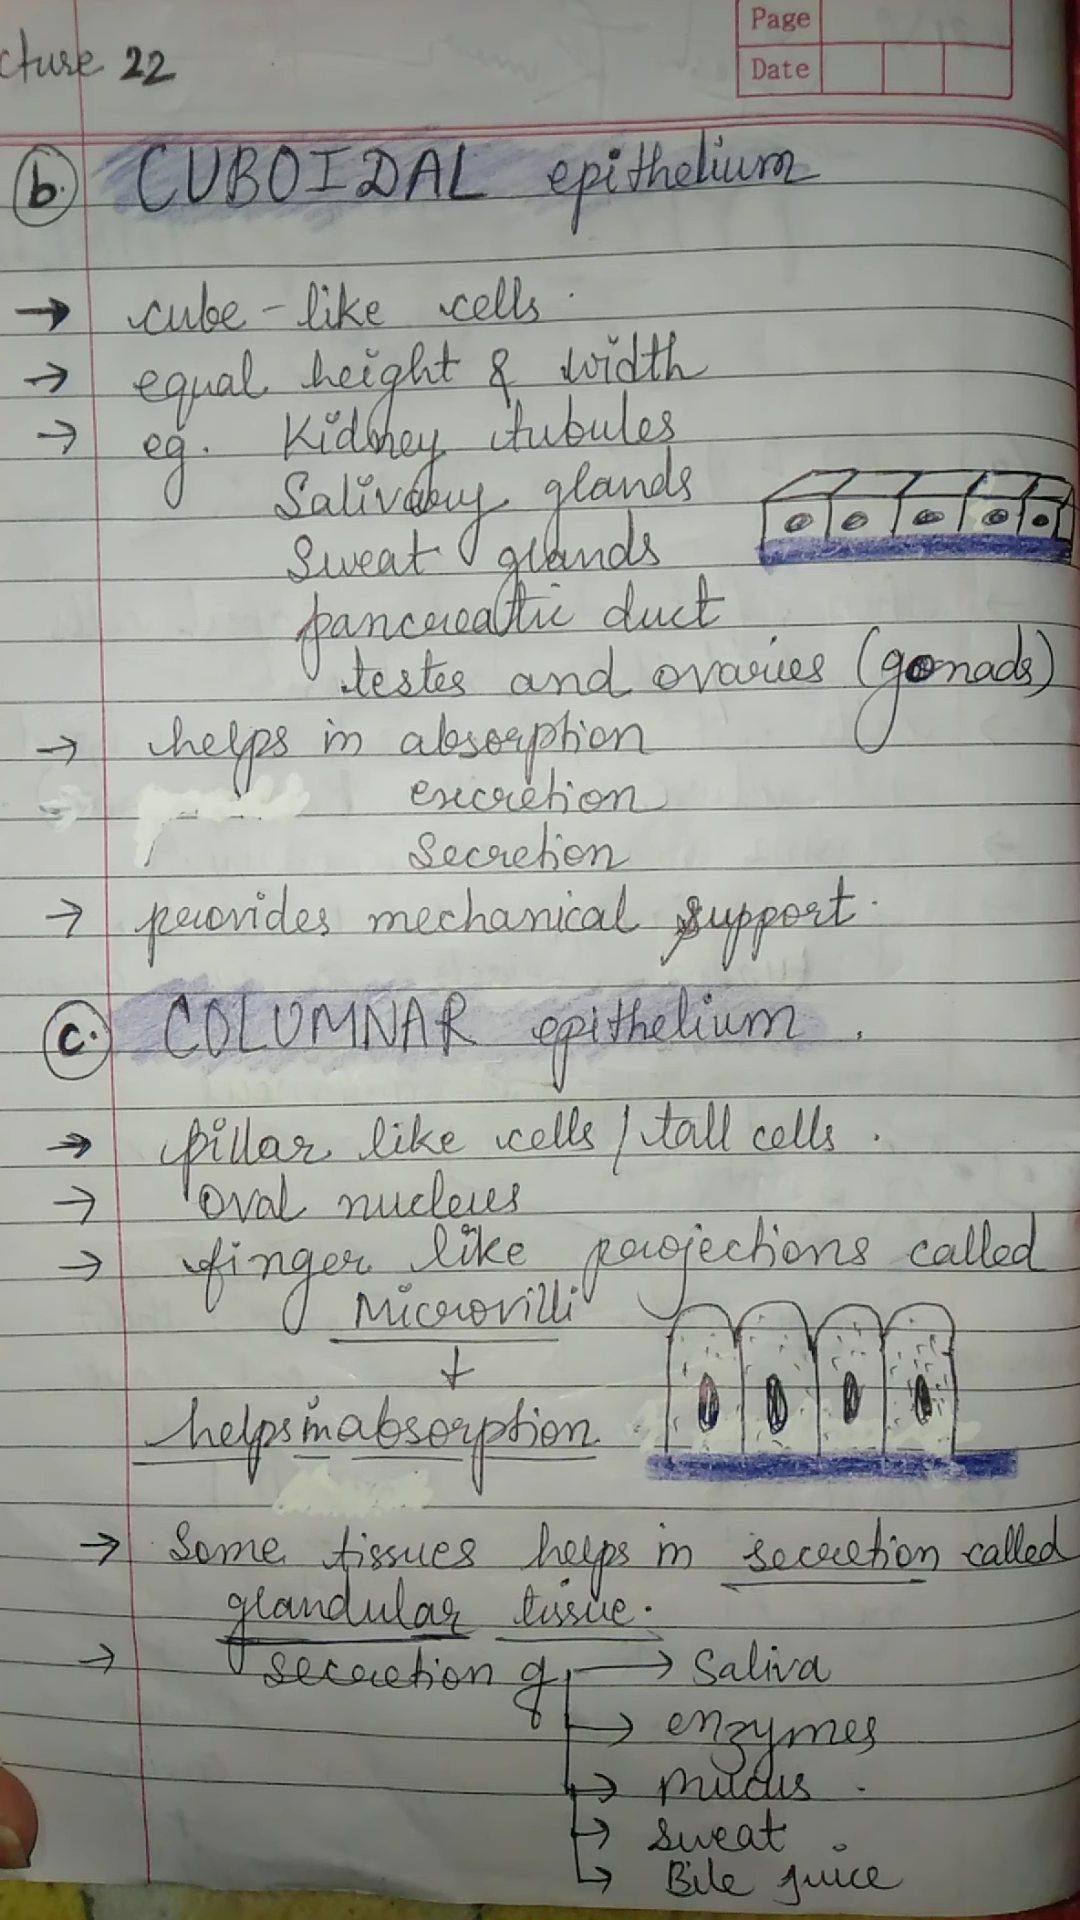 cture 22
Page
Date
b. CUBOIDAL epithelium
→ cube-like cells.
→ equal height & width
→ eg. Kidney tubules
Salivary glands
Sweat glands
pancreatic duct
testes and ovaries (gonads)
→ helps in absorption
excretion
Secretion
→ provides mechanical support.
c. COLUMNAR epithelium.
→ pillar like cells / tall cells.
→ oval nucleus
→ finger like projections called
Microvilli
↓
helps in absorption
→ Some tissues helps in secretion called
glandular tissue.
→ secretion of → Saliva
→ enzymes
→ Mucus.
→ Sweat.
→ Bile juice